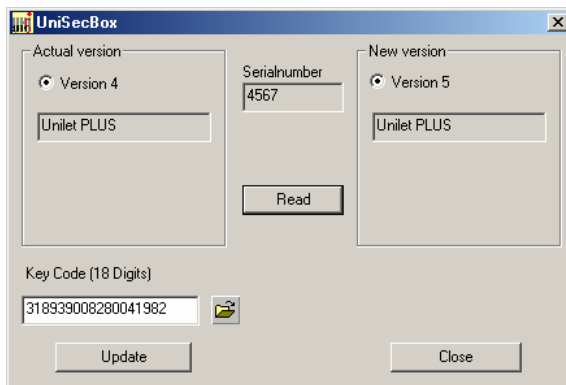 UniSecBox
Actual version
Version 4
Unilet PLUS
Serialnumber
4567
Read
New version
Version 5
Unilet PLUS
Key Code (18 Digits)
318939008280041982
Update
Close